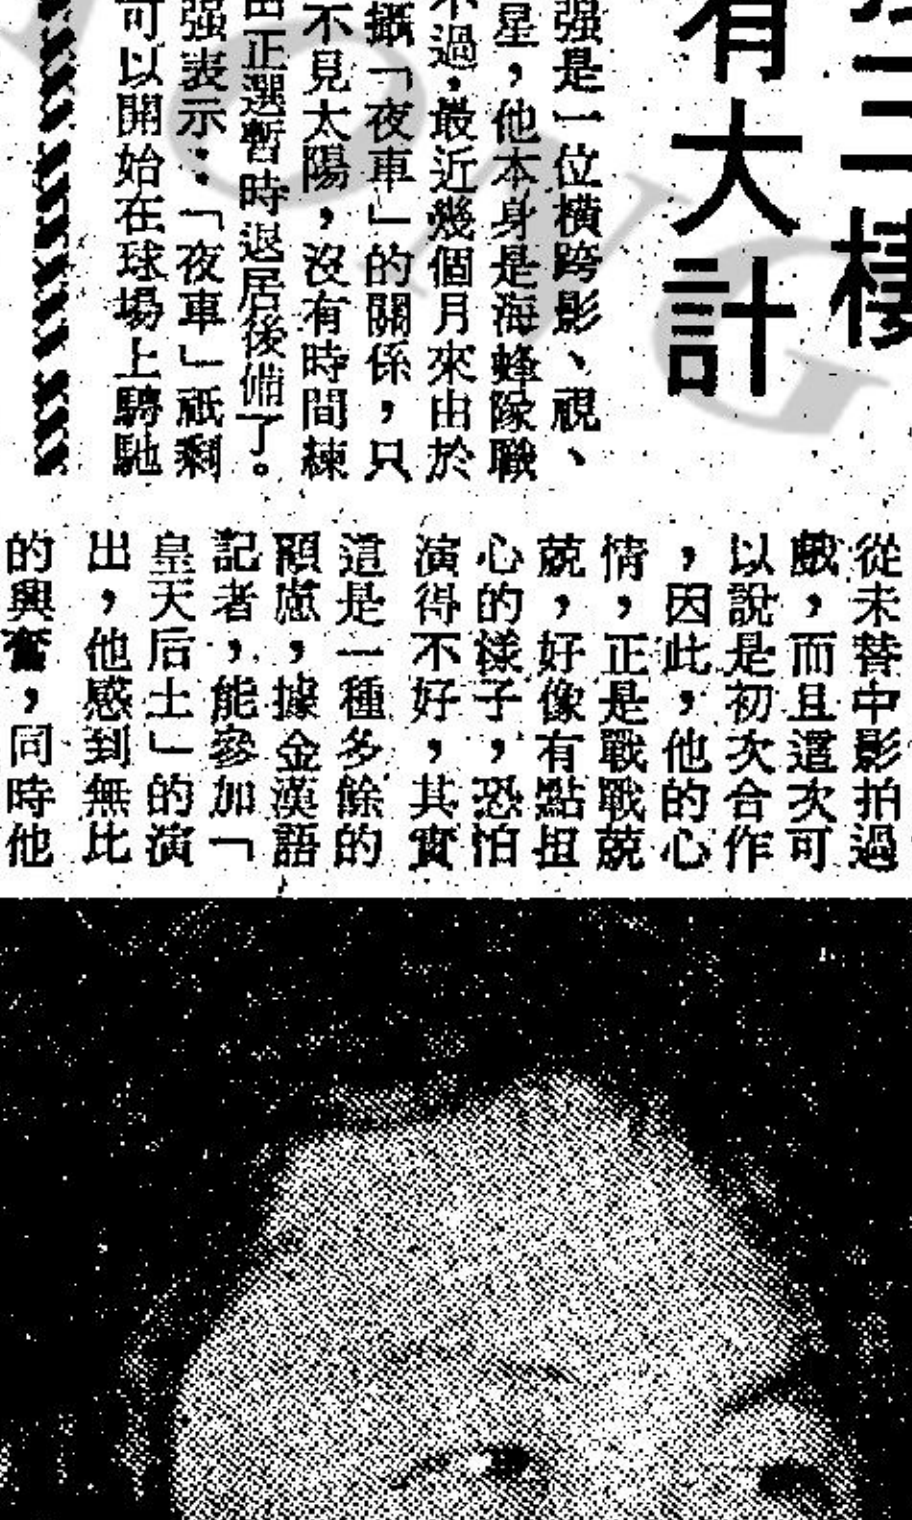 三棲
有大計
强是一位橫跨影、視、
星，他本身是海蜂隊職
不過，最近幾個月來由於
攝「夜車」的關係，只
不見太陽，沒有時間練
出正選暫時退居後備了。
强表示：「夜車」祇剩
可以開始在球場上騁馳
從未替中影拍過
戲，而且這次可
以說是初次合作
，因此，他的心
情，正是戰戰兢
兢，好像有點扭
心的樣子，恐怕
演得不好，其實
這是一種多餘的
顧慮，據金漢語
記者，能參加「
皇天后土」的演
出，他感到無比
的興奮，同時他